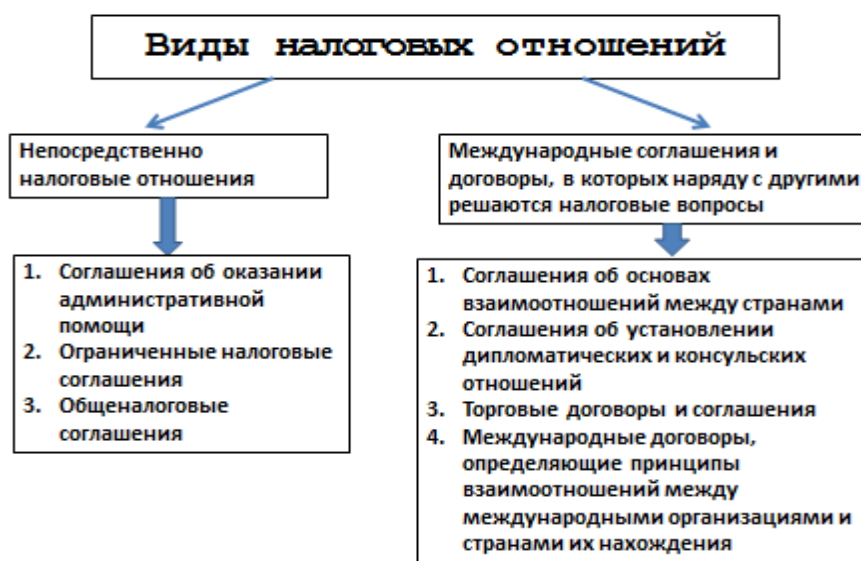 Виды налоговых отношений
Непосредственно
налоговые отношения
Международные соглашения и
договоры, в которых наряду с другими
решаются налоговые вопросы
1. Соглашения об оказании
административной
помощи
2. Ограниченные налоговые
соглашения
3. Общеналоговые
соглашения
1. Соглашения об основах
взаимоотношений между странами
2. Соглашения об установлении
дипломатических и консульских
отношений
3. Торговые договоры и соглашения
4. Международные договоры,
определяющие принципы
взаимоотношений между
международными организациями и
странами их нахождения